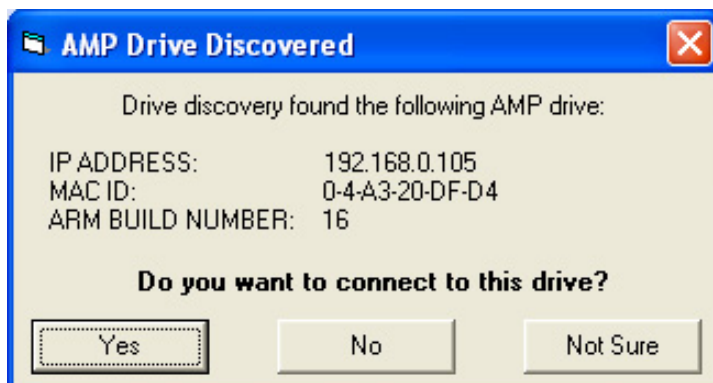 AMP Drive Discovered
Drive discovery found the following AMP drive:
IP ADDRESS: 192.168.0.105
MAC ID: 0-4-A3-20-DF-D4
ARM BUILD NUMBER: 16
Do you want to connect to this drive?
Yes No Not Sure